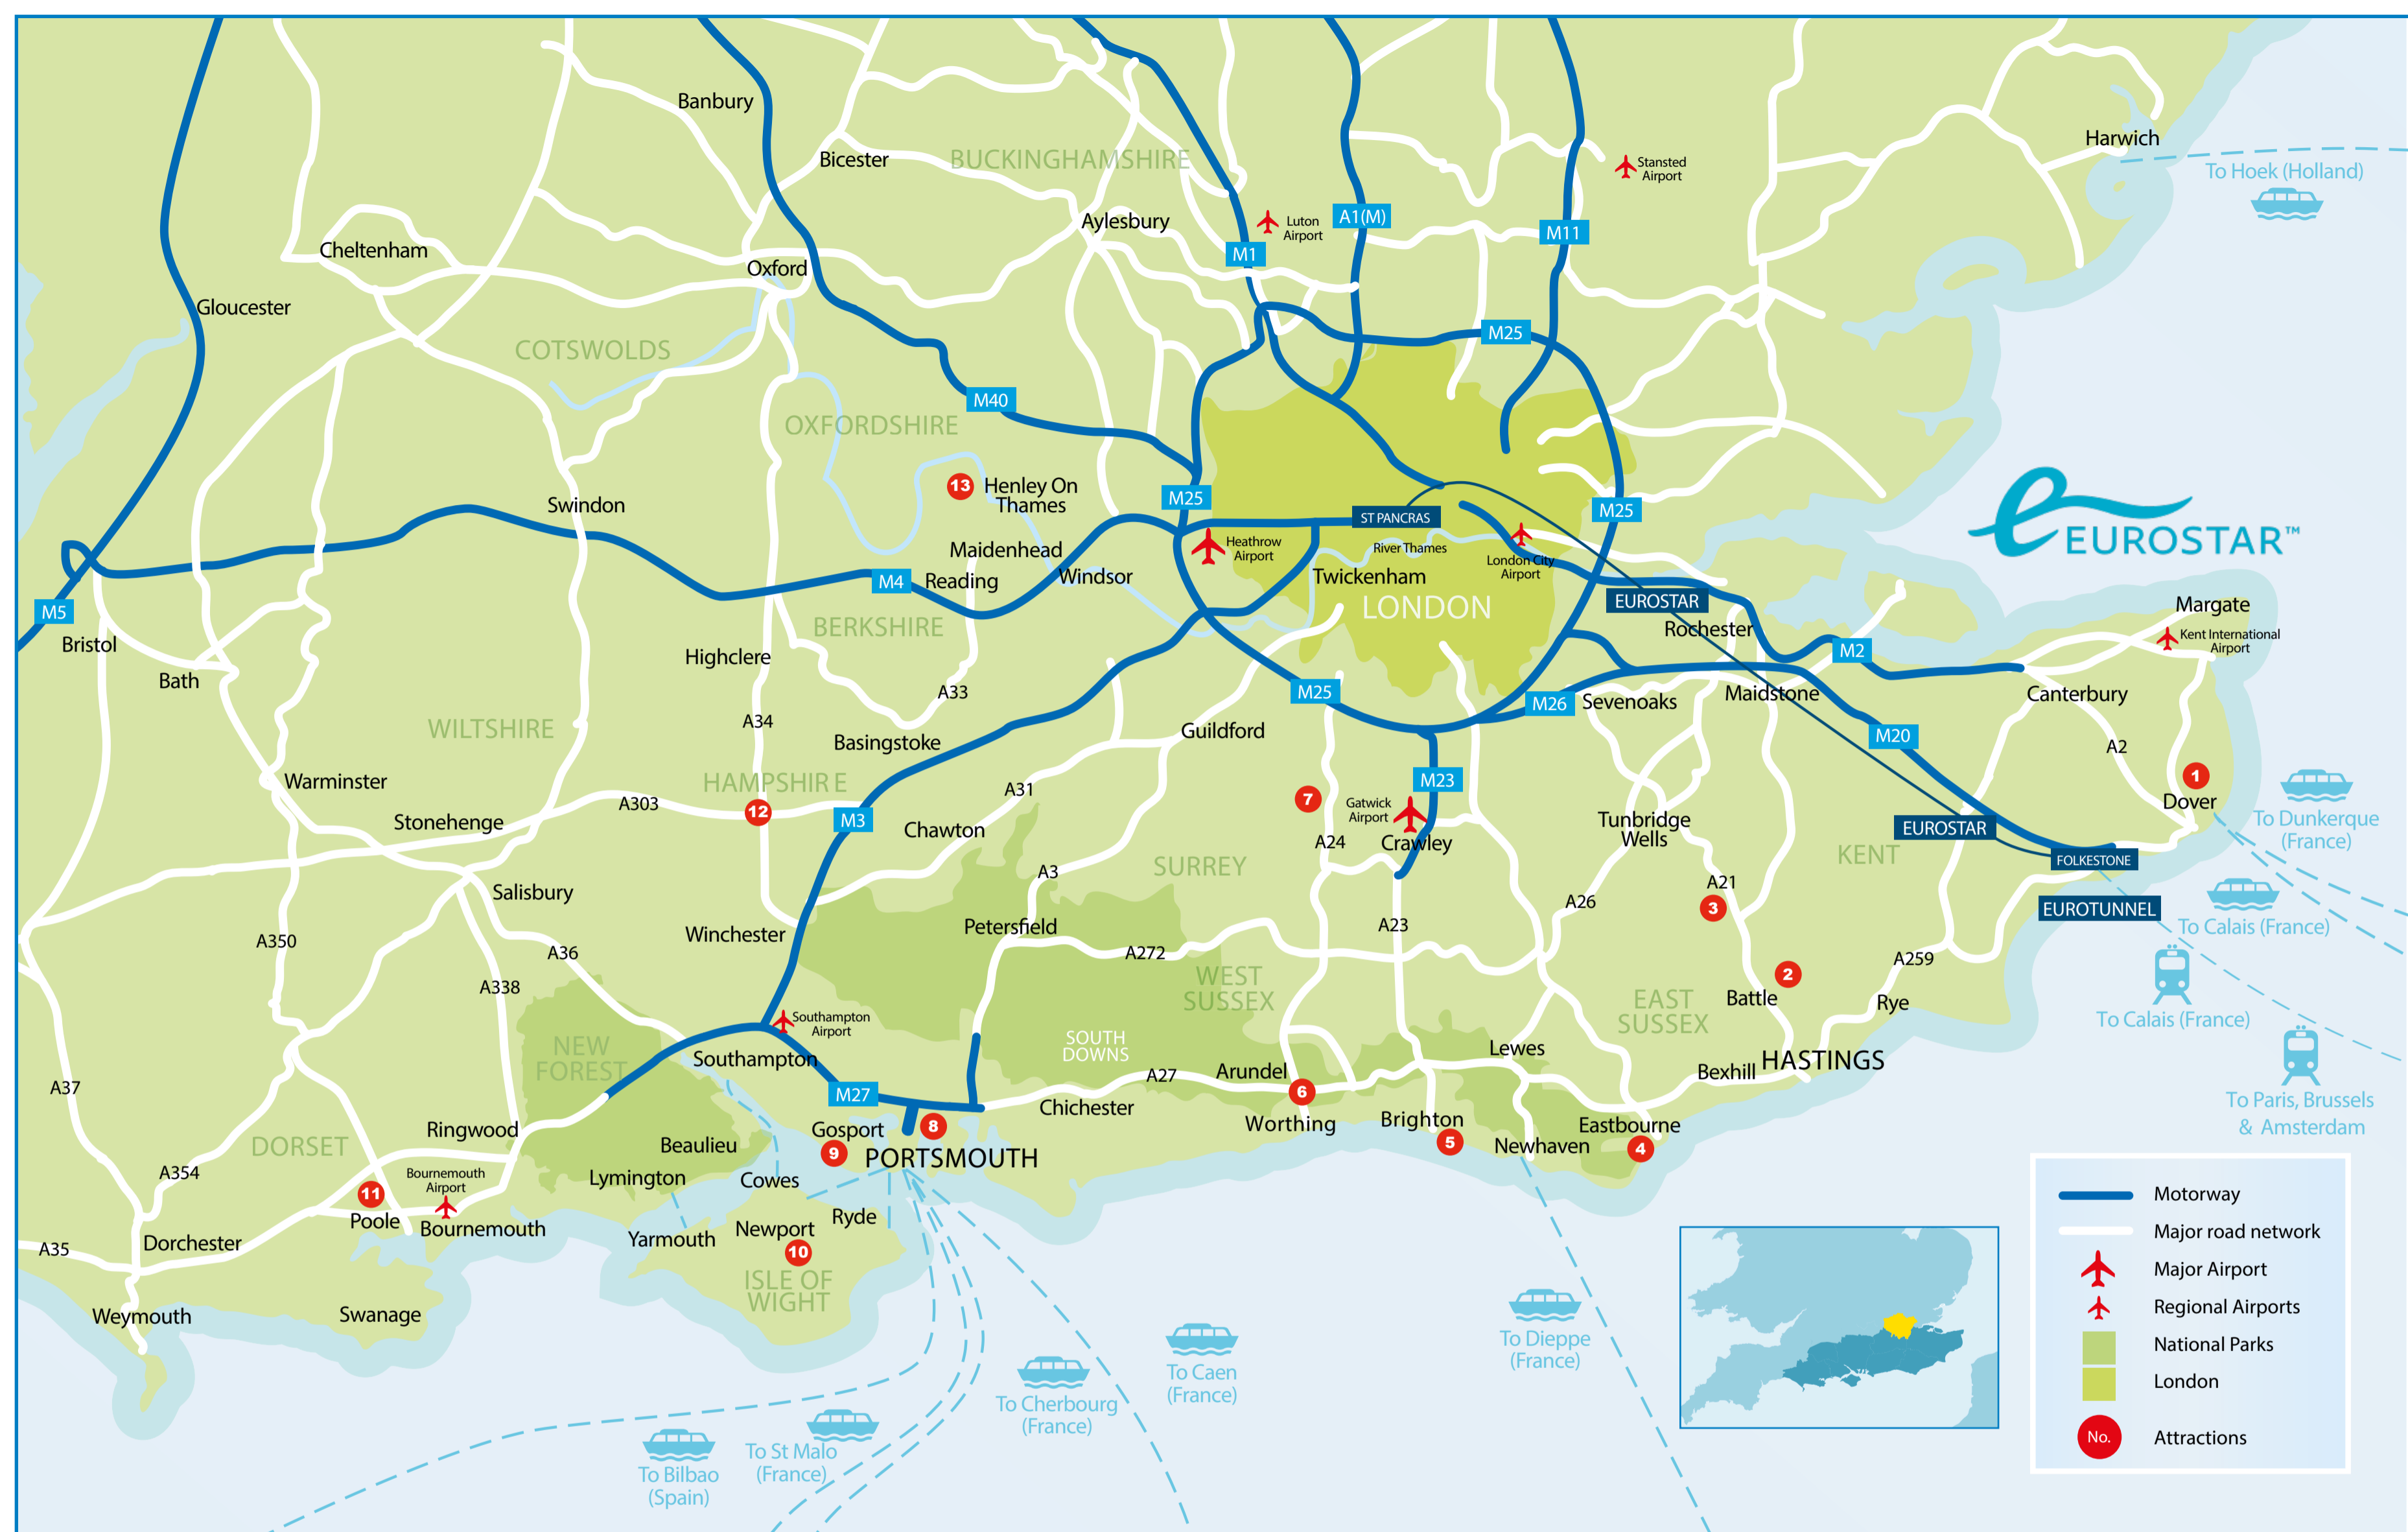 Banbury
Bicester
BUCKINGHAMSHIRE
Harwich
Stansted
Airport
To Hoek (Holland)
Luton
Airport
A1(M)
Aylesbury
M11
M1
Cheltenham
Oxford
Gloucester
M25
COTSWOLDS
M40
OXFORDSHIRE
13
Henley On
Thames
M25
Swindon
M25
ST PANCRAS
EUROSTAR™
Heathrow
Airport
River Thames
London City
Airport
Maidenhead
Reading
Windsor
Twickenham
LONDON
M4
M5
EUROSTAR
Margate
Rochester
Kent International
Airport
BERKSHIRE
Bristol
M2
Highclere
Bath
A33
M25
M26
Sevenoaks
Maidstone
Canterbury
A34
WILTSHIRE
Guildford
M20
A2
Basingstoke
Warminster
HAMPSHIRE
M23
1
Dover
A303
12
A31
7
Gatwick
Airport
Stonehenge
M3
Chawton
A24
Crawley
Tunbridge
Wells
EUROSTAR
To Dunkerque
(France)
KENT
FOLKESTONE
SURREY
A3
Salisbury
A21
3
A26
EUROTUNNEL
To Calais (France)
Petersfield
Winchester
A350
A36
A272
A23
A259
A338
WEST
SUSSEX
2
Battle
Rye
EAST
SUSSEX
To Calais (France)
Southampton
Airport
NEW
FOREST
SOUTH
DOWNS
Lewes
HASTINGS
Southampton
Bexhill
A37
M27
A27
Arundel
6
To Paris, Brussels
& Amsterdam
Chichester
Worthing
Brighton
5
Eastbourne
4
Newhaven
Ringwood
DORSET
Beaulieu
Gosport
9
8
PORTSMOUTH
A354
Bournemouth
Airport
Lymington
Cowes
11
Poole
Bournemouth
Ryde
Yarmouth
Newport
10
A35
Dorchester
ISLE OF
WIGHT
Weymouth
Swanage
To Dieppe
(France)
To Caen
(France)
To Cherbourg
(France)
To St Malo
(France)
To Bilbao
(Spain)
Motorway
Major road network
Major Airport
Regional Airports
National Parks
London
No.
Attractions